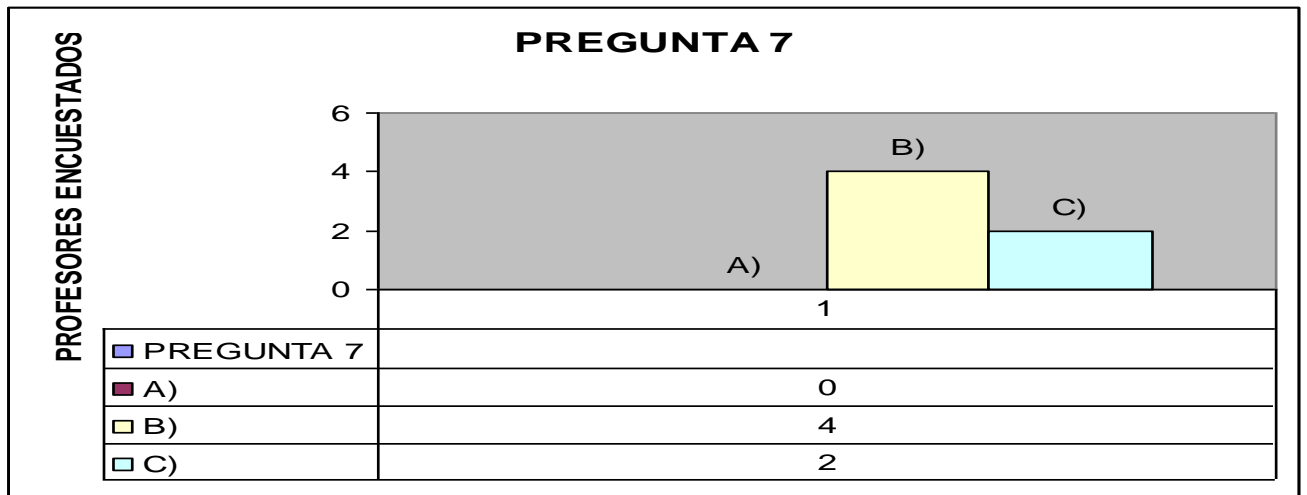 PREGUNTA 7
PROFESORES ENCUESTADOS
6
4
2
0
A)
B)
C)
1
PREGUNTA 7
A) 0
B) 4
C) 2